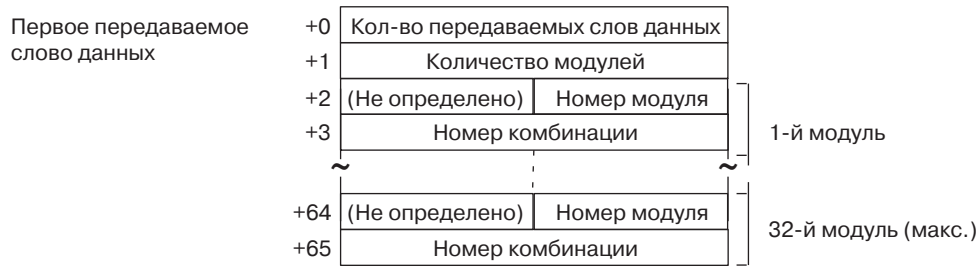 Первое передаваемое
слово данных
+0 Кол-во передаваемых слов данных
+1 Количество модулей
+2 (Не определено) Номер модуля
+3 Номер комбинации
1-й модуль
+64 (Не определено) Номер модуля
+65 Номер комбинации
32-й модуль (макс.)